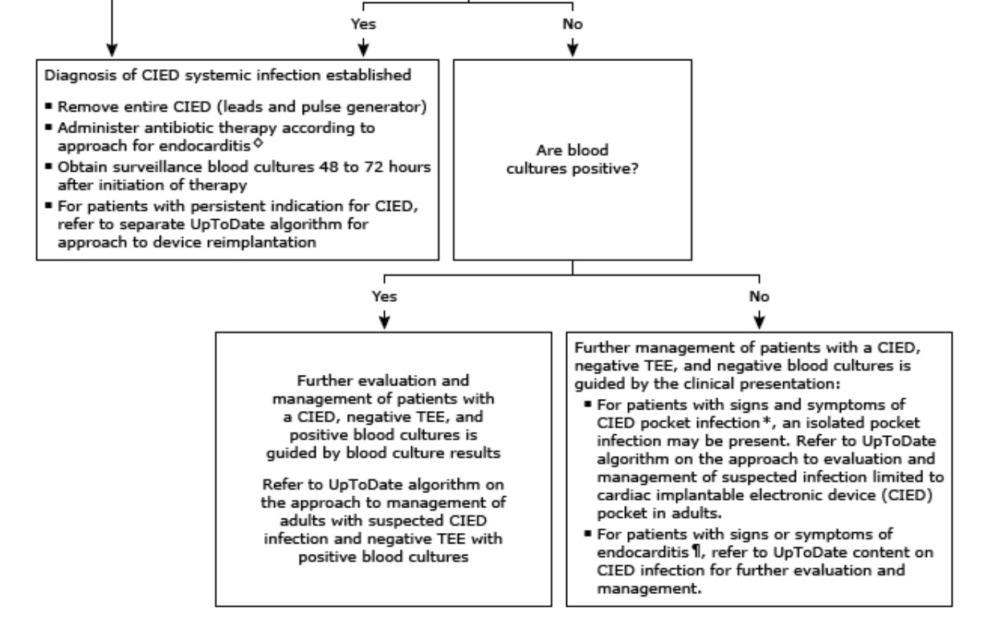 Yes
No
Diagnosis of CIED systemic infection established
▪ Remove entire CIED (leads and pulse generator)
▪ Administer antibiotic therapy according to
approach for endocarditis◇
▪ Obtain surveillance blood cultures 48 to 72 hours
after initiation of therapy
▪ For patients with persistent indication for CIED,
refer to separate UpToDate algorithm for
approach to device reimplantation
Are blood
cultures positive?
Yes
No
Further evaluation and
management of patients with
a CIED, negative TEE, and
positive blood cultures is
guided by blood culture results
Refer to UpToDate algorithm on
the approach to management of
adults with suspected CIED
infection and negative TEE with
positive blood cultures
Further management of patients with a CIED,
negative TEE, and negative blood cultures is
guided by the clinical presentation:
▪ For patients with signs and symptoms of
CIED pocket infection*, an isolated pocket
infection may be present. Refer to UpToDate
algorithm on the approach to evaluation and
management of suspected infection limited to
cardiac implantable electronic device (CIED)
pocket in adults.
▪ For patients with signs or symptoms of
endocarditis¶, refer to UpToDate content on
CIED infection for further evaluation and
management.